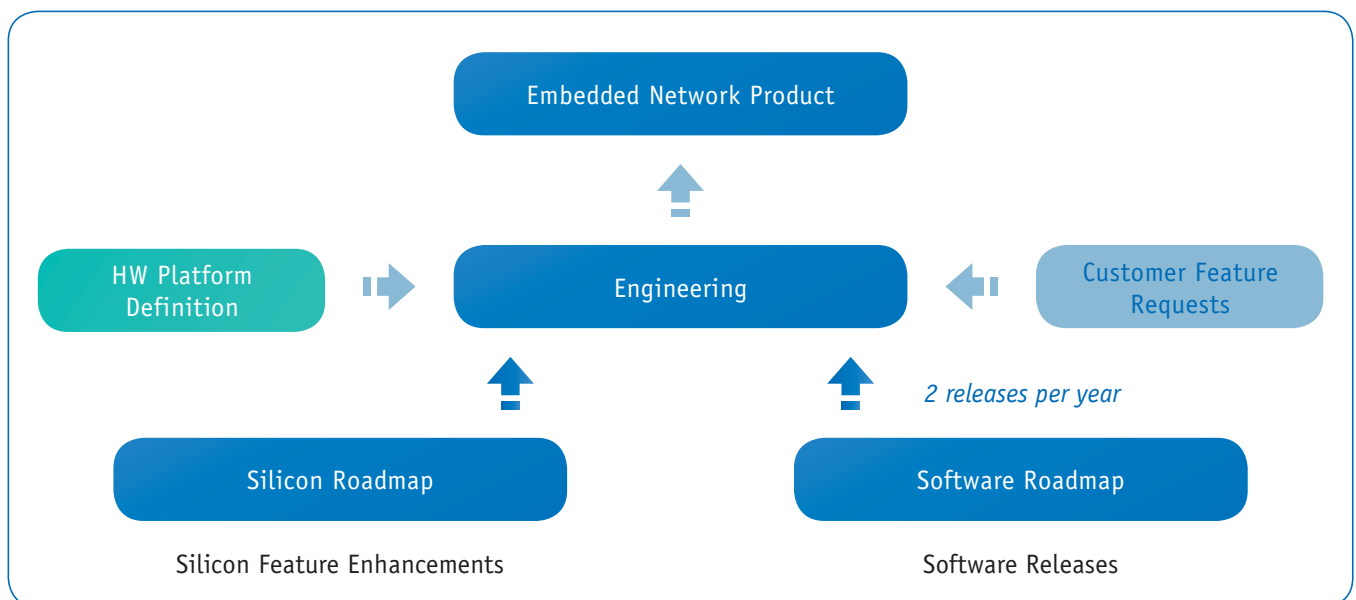 Embedded Network Product
HW Platform
Definition
Engineering
Customer Feature
Requests
2 releases per year
Silicon Roadmap
Software Roadmap
Silicon Feature Enhancements
Software Releases